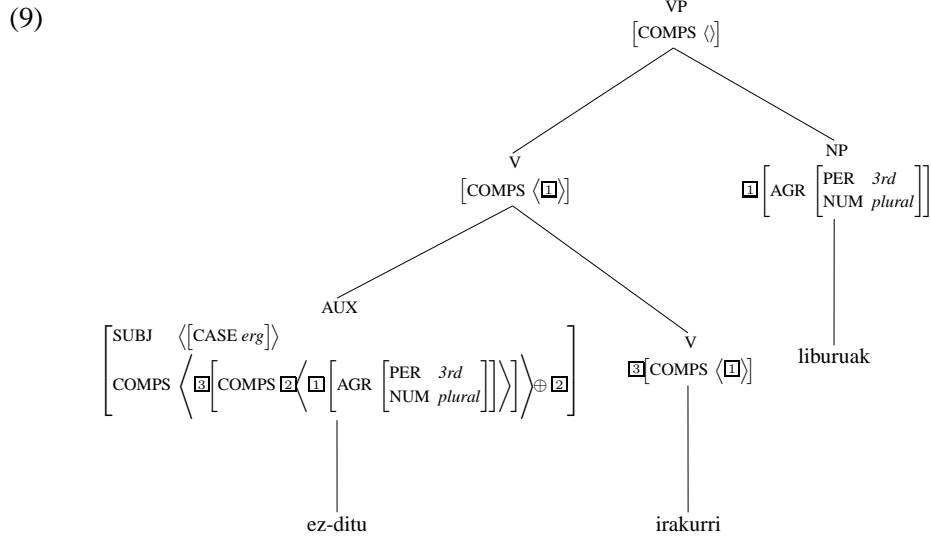 (9)
VP
[COMPS ⟨⟩]
V
[COMPS ⟨1⟩]
NP
1 [AGR [PER 3rd
NUM plural]]
AUX
[SUBJ ⟨[CASE erg]⟩
COMPS ⟨3[COMPS 2⟨1[AGR [PER 3rd
NUM plural]]⟩]⟩⊕2]
V
3[COMPS ⟨1⟩]
liburuak
ez-ditu
irakurri